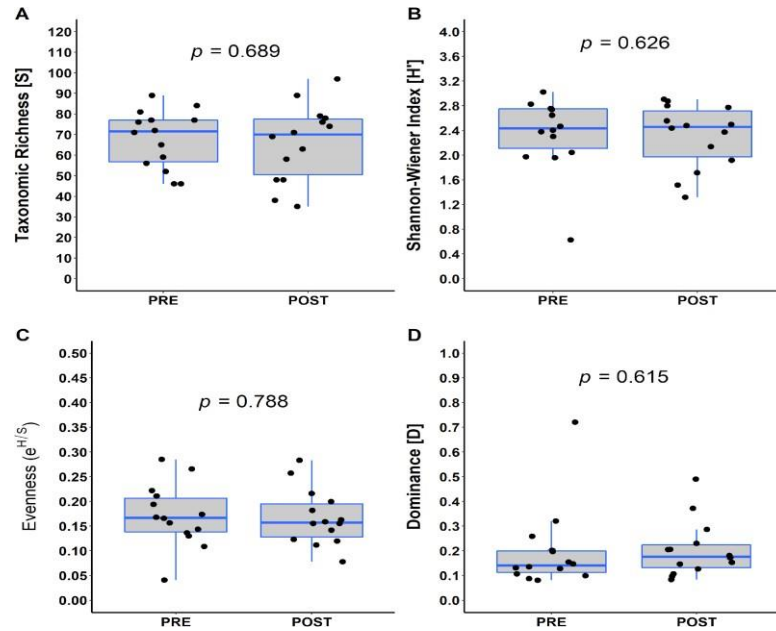 A
Taxonomic Richness [S]
120
110
100
90
80
70
60
50
40
30
20
10
0
p = 0.689
PRE
POST
B
Shannon-Wiener Index [H']
4.0
3.6
3.2
2.8
2.4
2.0
1.6
1.2
0.8
0.4
0.0
p = 0.626
PRE
POST
C
Evenness (e^H/S)
0.50
0.45
0.40
0.35
0.30
0.25
0.20
0.15
0.10
0.05
0.00
p = 0.788
PRE
POST
D
Dominance [D]
1.0
0.9
0.8
0.7
0.6
0.5
0.4
0.3
0.2
0.1
0.0
p = 0.615
PRE
POST